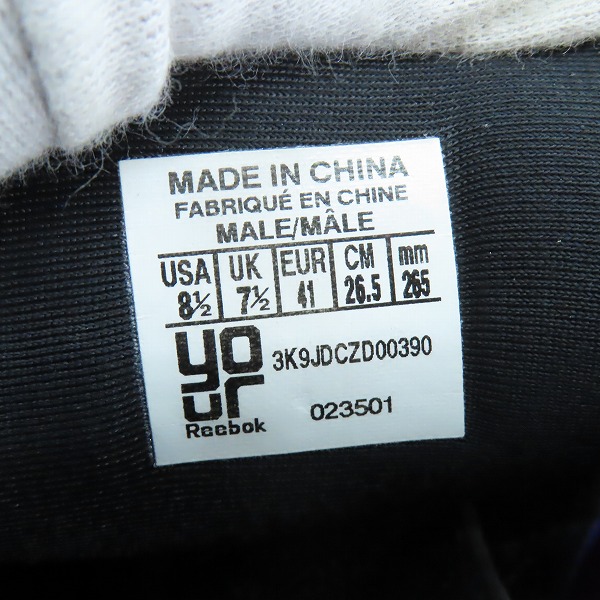 MADE IN CHINA
FABRIQUÉ EN CHINE
MALE/MÂLE
USA UK EUR CM mm
8½ 7½ 41 26.5 265
yo
ur
Reebok
3K9JDCZD00390
023501